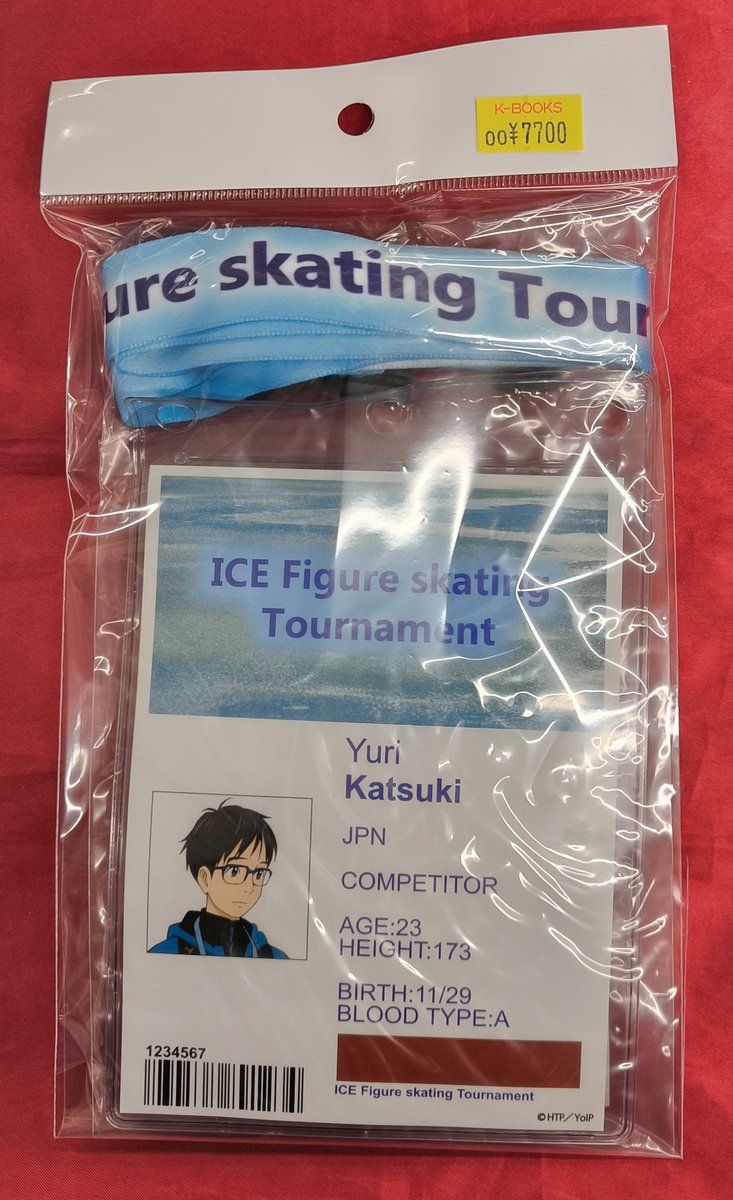 K-BOOKS
00¥7700
ure skating Tour
ICE Figure skating
Tournament
Yuri
Katsuki
JPN
COMPETITOR
AGE:23
HEIGHT:173
BIRTH:11/29
BLOOD TYPE:A
1234567
ICE Figure skating Tournament
©HTP／YoIP